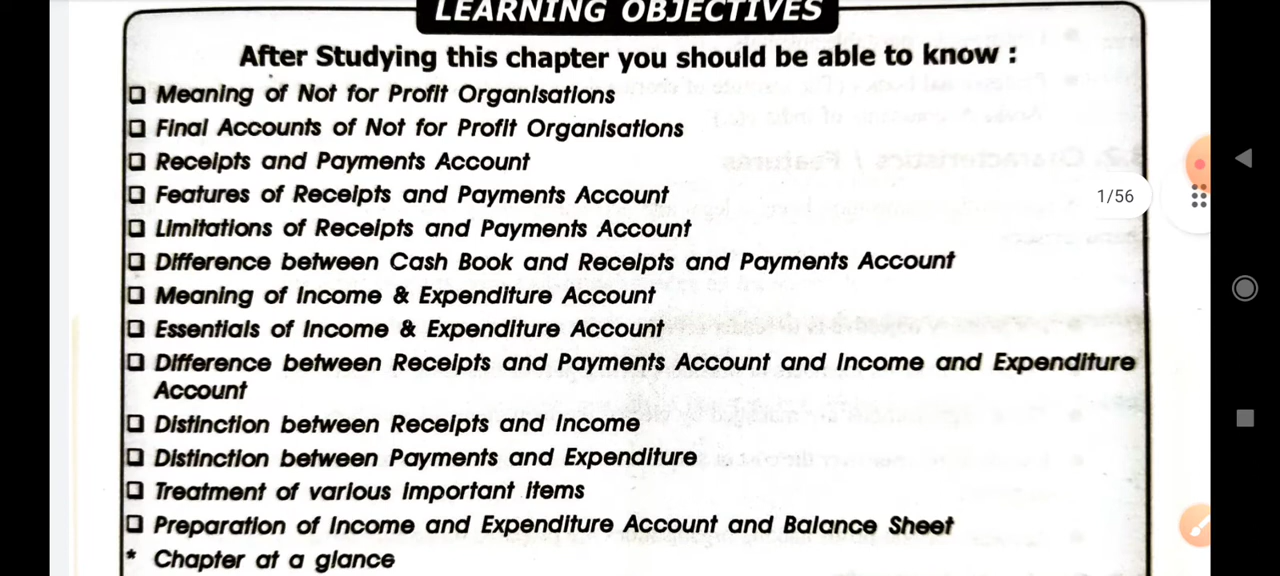 LEARNING OBJECTIVES
After Studying this chapter you should be able to know :
❑ Meaning of Not for Profit Organisations
❑ Final Accounts of Not for Profit Organisations
❑ Receipts and Payments Account
❑ Features of Receipts and Payments Account
❑ Limitations of Receipts and Payments Account
❑ Difference between Cash Book and Receipts and Payments Account
❑ Meaning of Income & Expenditure Account
❑ Essentials of Income & Expenditure Account
❑ Difference between Receipts and Payments Account and Income and Expenditure
Account
❑ Distinction between Receipts and Income
❑ Distinction between Payments and Expenditure
❑ Treatment of various important items
❑ Preparation of Income and Expenditure Account and Balance Sheet
* Chapter at a glance
1/56